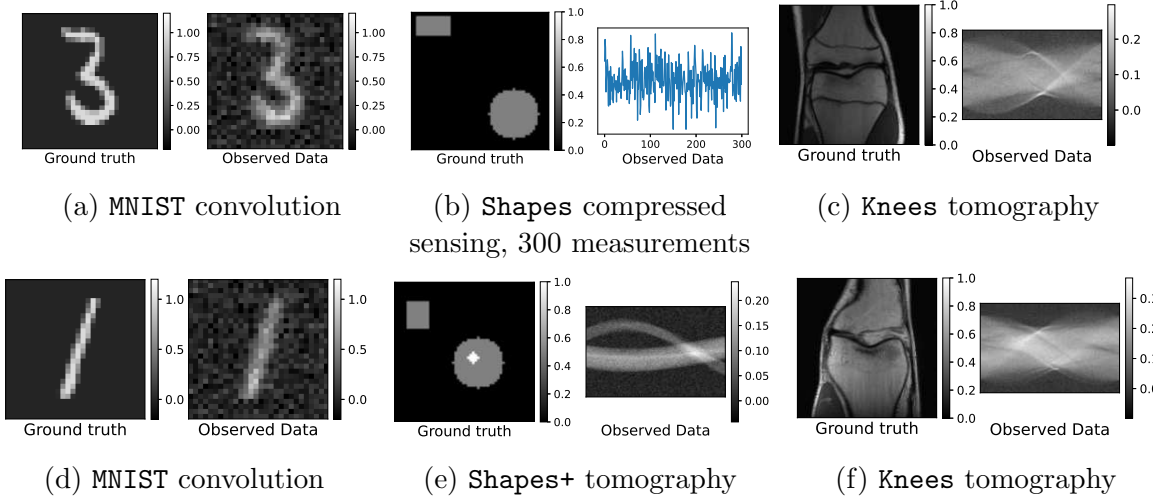 1.00
0.75
0.50
0.25
0.00
Ground truth
1.00
0.75
0.50
0.25
0.00
Observed Data
1.0
0.8
0.6
0.4
0.2
0.0
Ground truth
0 100 200 300
Observed Data
1.0
0.8
0.6
0.4
0.2
0.0
Ground truth
0.2
0.1
0.0
Observed Data
(a) MNIST convolution
(b) Shapes compressed
sensing, 300 measurements
(c) Knees tomography
1.0
0.5
0.0
Ground truth
1.0
0.5
0.0
Observed Data
1.0
0.8
0.6
0.4
0.2
0.0
Ground truth
0.20
0.15
0.10
0.05
0.00
Observed Data
1.0
0.8
0.6
0.4
0.2
0.0
Ground truth
Observed Data
(d) MNIST convolution
(e) Shapes+ tomography
(f) Knees tomography